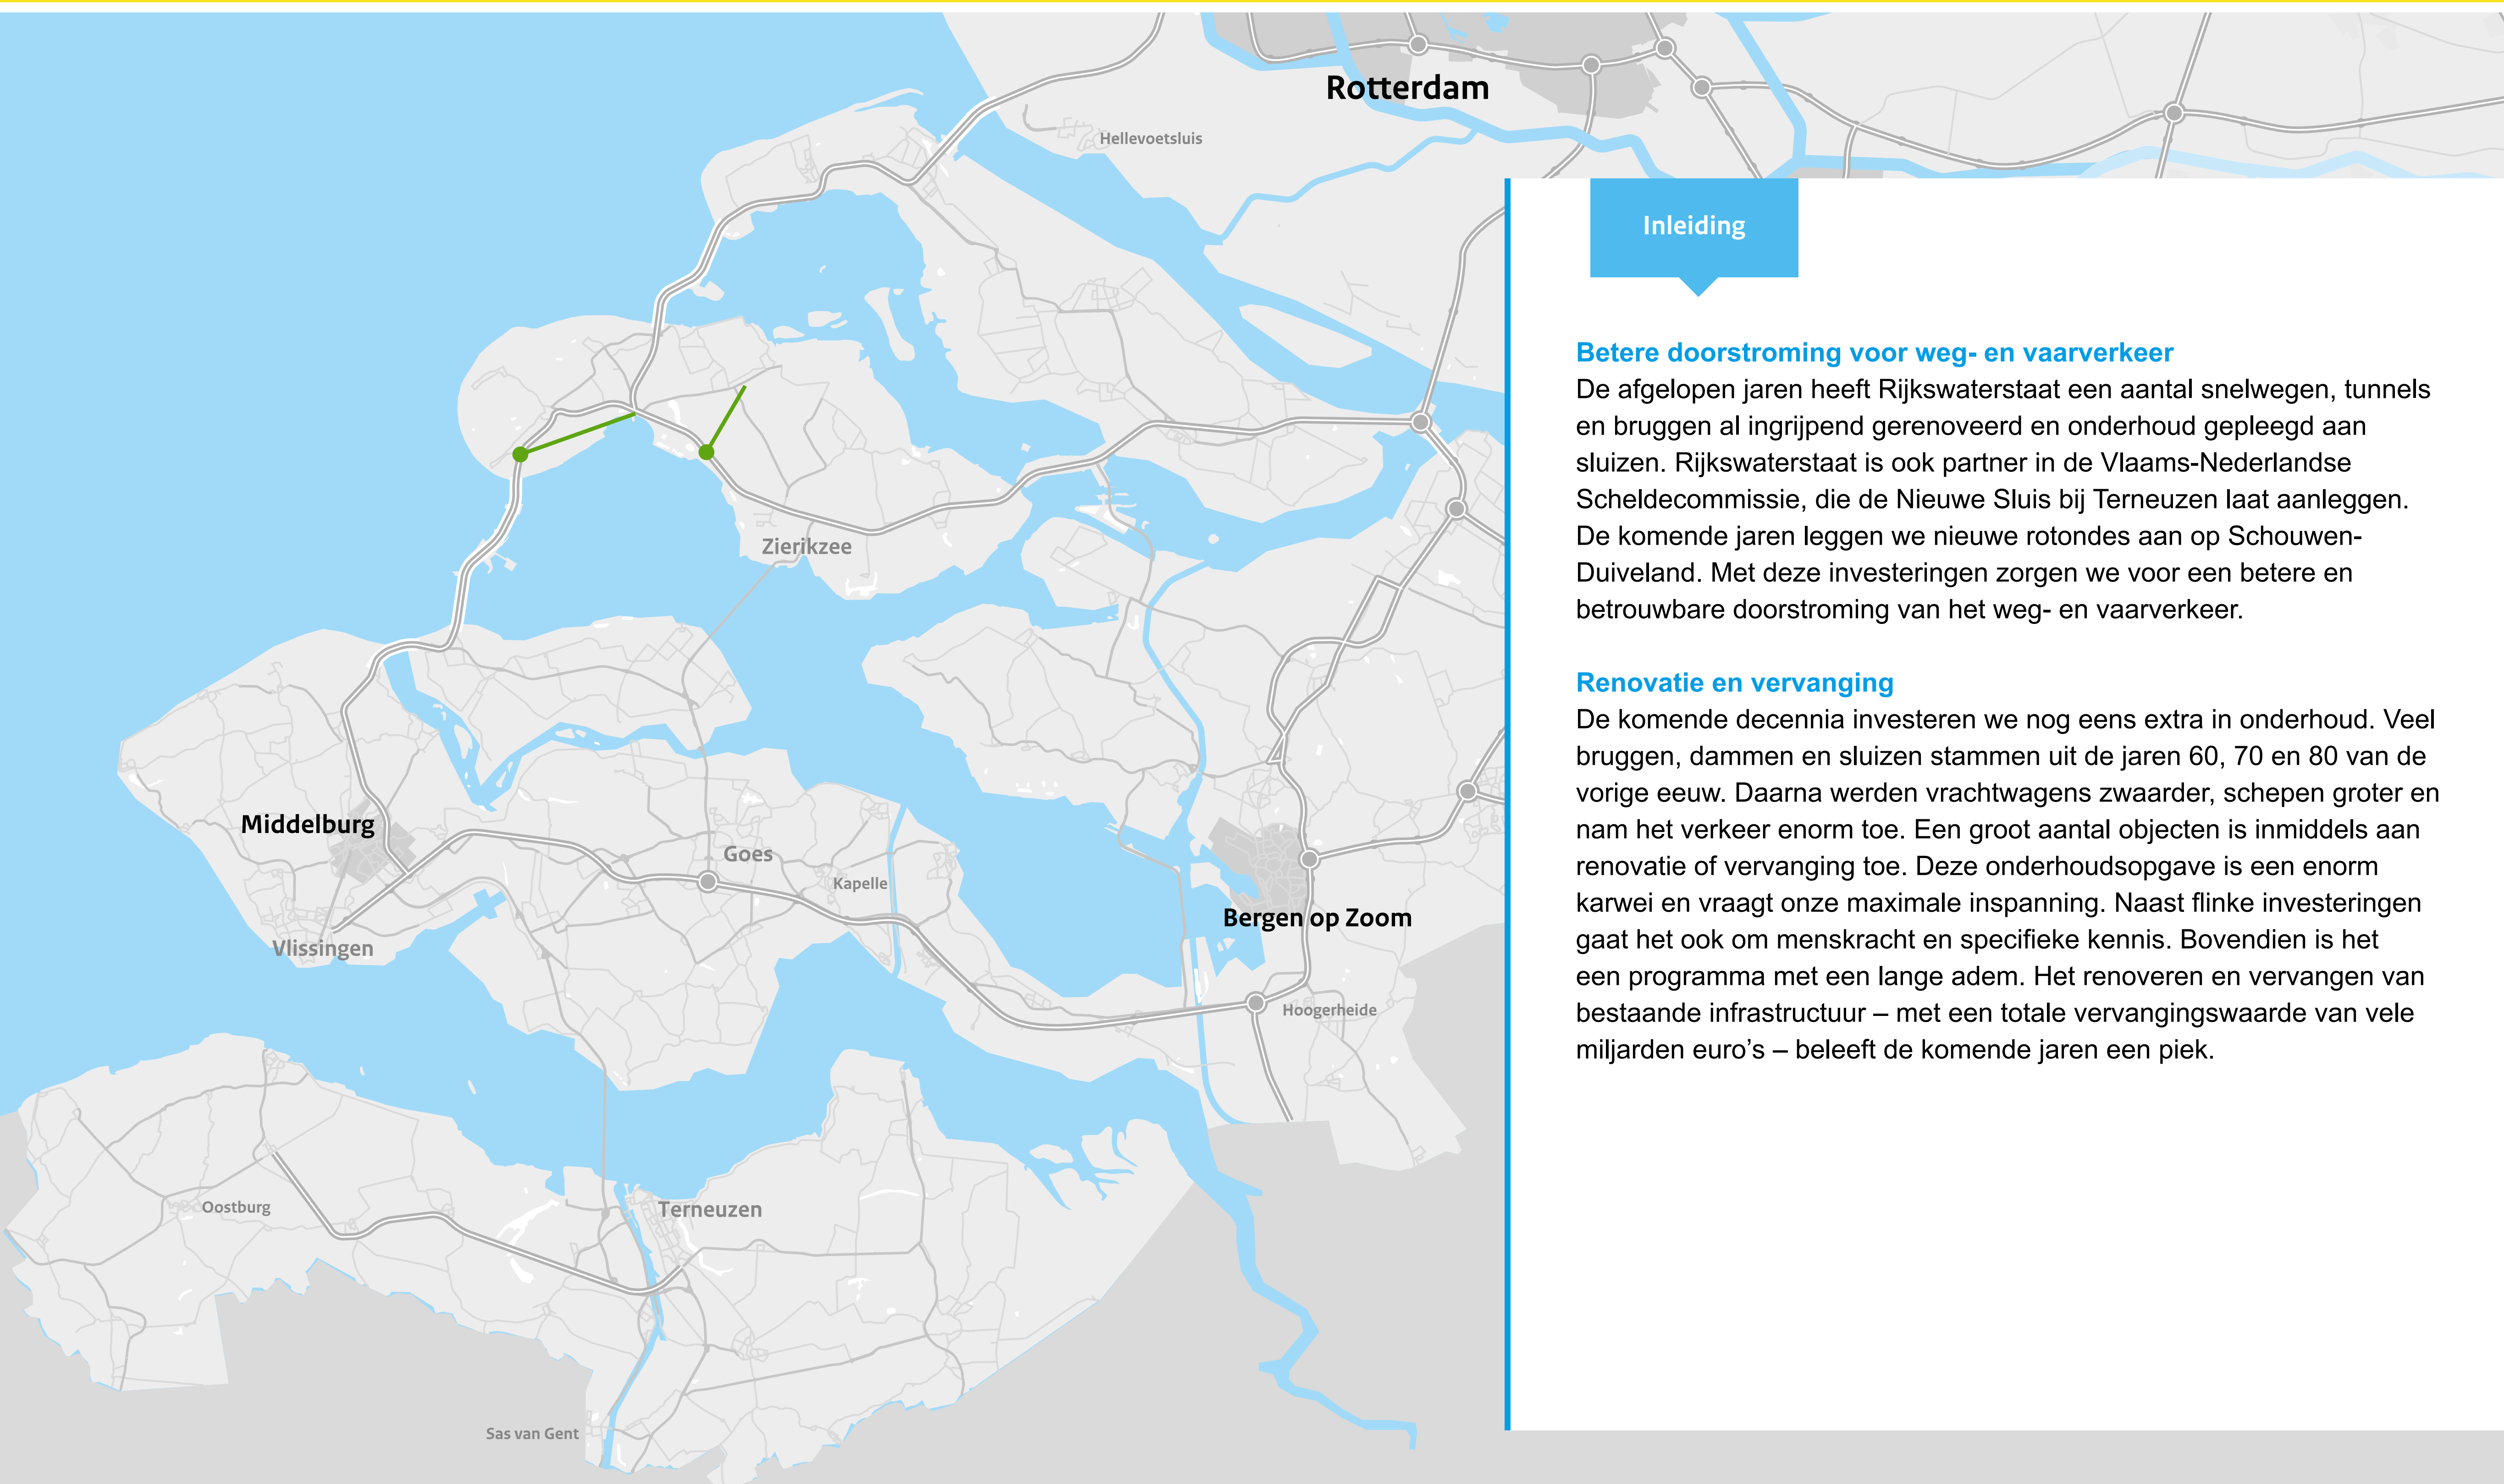 Rotterdam
Hellevoetsluis
Zierikzee
Middelburg
Goes
Kapelle
Bergen op Zoom
Vlissingen
Hoogerheide
Oostburg
Terneuzen
Sas van Gent
Inleiding
Betere doorstroming voor weg- en vaarverkeer
De afgelopen jaren heeft Rijkswaterstaat een aantal snelwegen, tunnels
en bruggen al ingrijpend gerenoveerd en onderhoud gepleegd aan
sluizen. Rijkswaterstaat is ook partner in de Vlaams-Nederlandse
Scheldecommissie, die de Nieuwe Sluis bij Terneuzen laat aanleggen.
De komende jaren leggen we nieuwe rotondes aan op Schouwen-
Duiveland. Met deze investeringen zorgen we voor een betere en
betrouwbare doorstroming van het weg- en vaarverkeer.
Renovatie en vervanging
De komende decennia investeren we nog eens extra in onderhoud. Veel
bruggen, dammen en sluizen stammen uit de jaren 60, 70 en 80 van de
vorige eeuw. Daarna werden vrachtwagens zwaarder, schepen groter en
nam het verkeer enorm toe. Een groot aantal objecten is inmiddels aan
renovatie of vervanging toe. Deze onderhoudsopgave is een enorm
karwei en vraagt onze maximale inspanning. Naast flinke investeringen
gaat het ook om menskracht en specifieke kennis. Bovendien is het
een programma met een lange adem. Het renoveren en vervangen van
bestaande infrastructuur – met een totale vervangingswaarde van vele
miljarden euro’s – beleeft de komende jaren een piek.